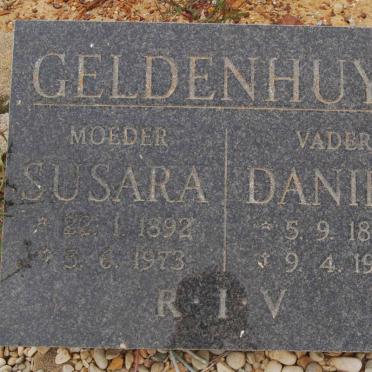 GELDENHUY
MOEDER VADER
SUSARA DANI
* 22. 1. 1892 * 5. 9. 18
† 5. 6. 1973 † 9. 4. 19
R I V